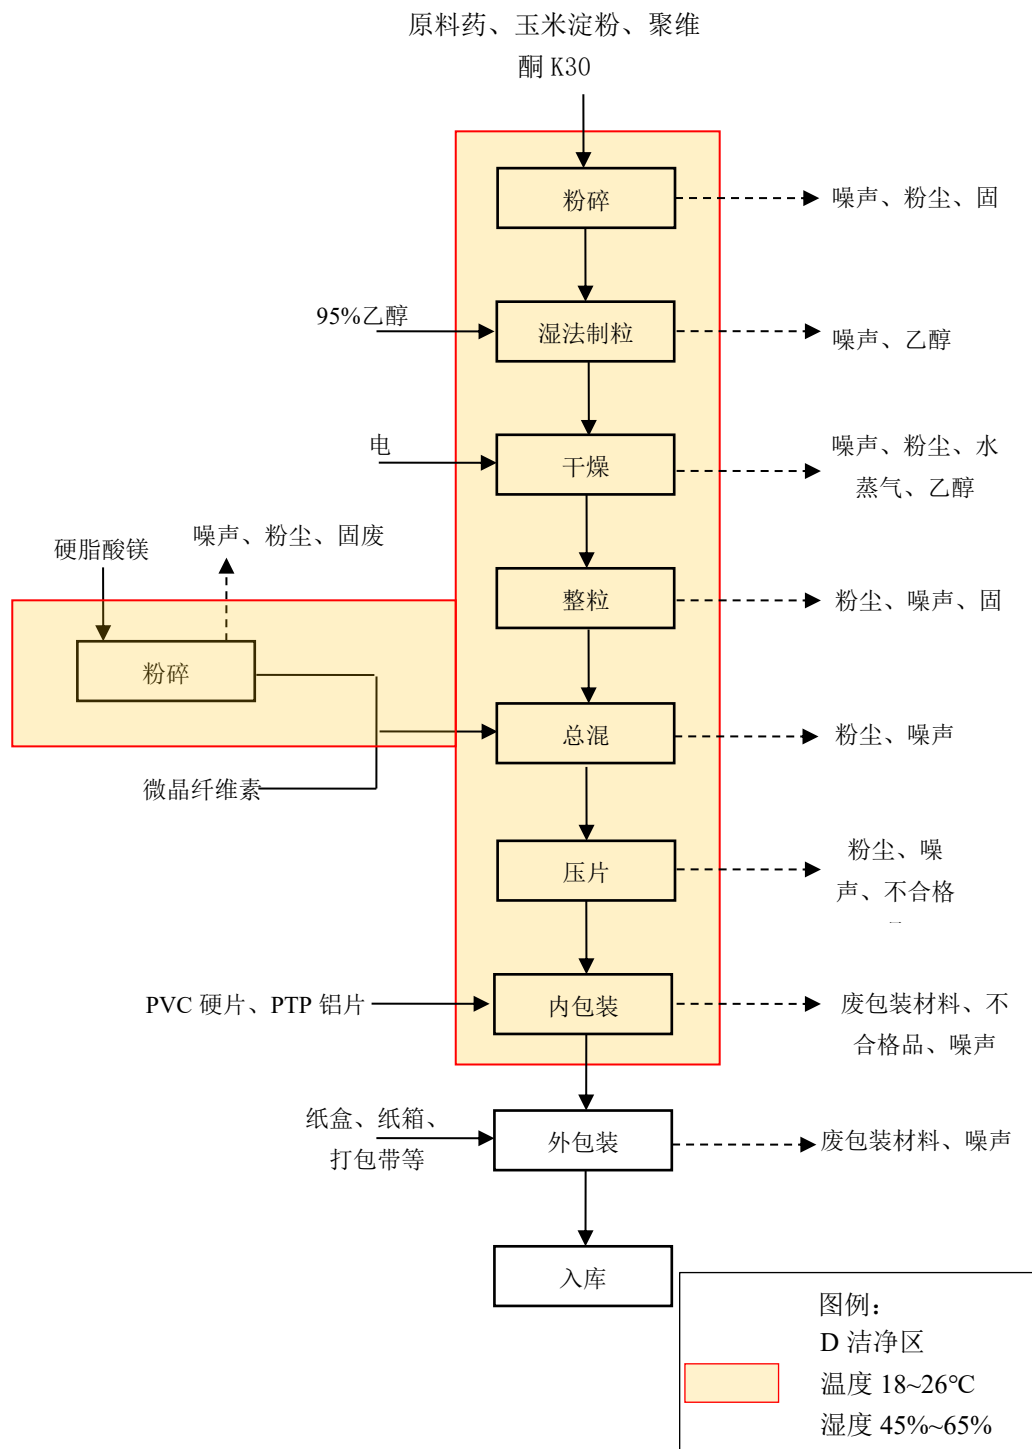 原料药、玉米淀粉、聚维
酮 K30
粉碎
噪声、粉尘、固
95%乙醇
湿法制粒
噪声、乙醇
电
干燥
噪声、粉尘、水
蒸气、乙醇
硬脂酸镁
噪声、粉尘、固废
整粒
粉尘、噪声、固
粉碎
总混
粉尘、噪声
微晶纤维素
压片
粉尘、噪
声、不合格
PVC 硬片、PTP 铝片
内包装
废包装材料、不
合格品、噪声
纸盒、纸箱、
打包带等
外包装
废包装材料、噪声
入库
图例：
D 洁净区
温度 18~26℃
湿度 45%~65%